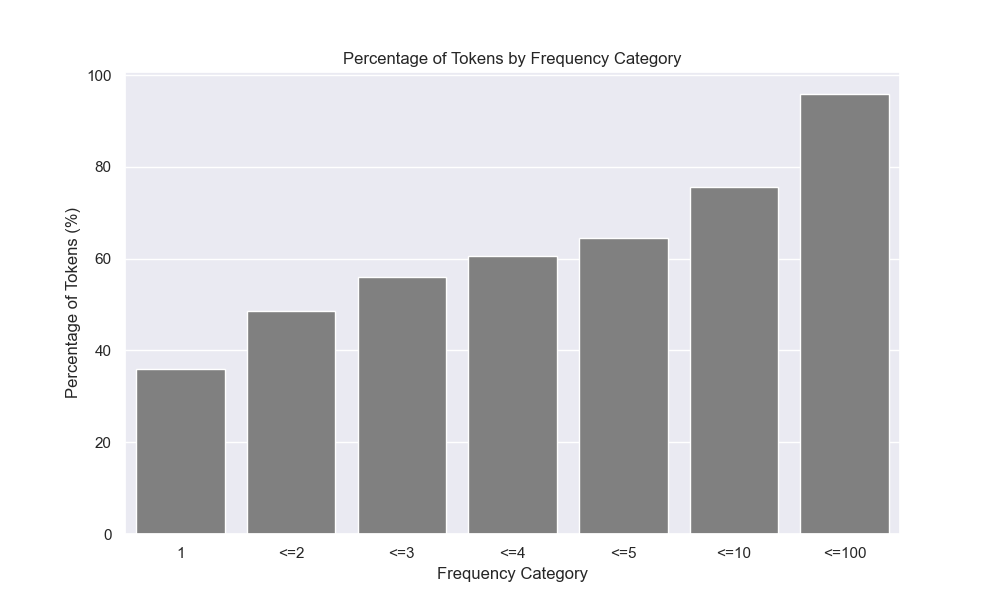 Percentage of Tokens by Frequency Category
Percentage of Tokens (%)
100
80
60
40
20
0
1 <=2 <=3 <=4 <=5 <=10 <=100
Frequency Category